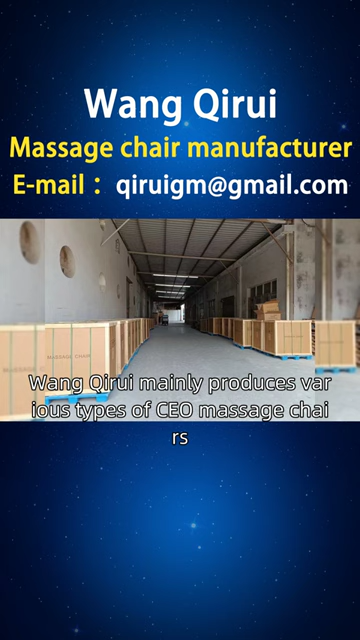 Wang Qirui
Massage chair manufacturer
E-mail： qiruigm@gmail.com
MASSAGE CHAIR
Wang Qirui mainly produces var
ious types of CEO massage chai
rs